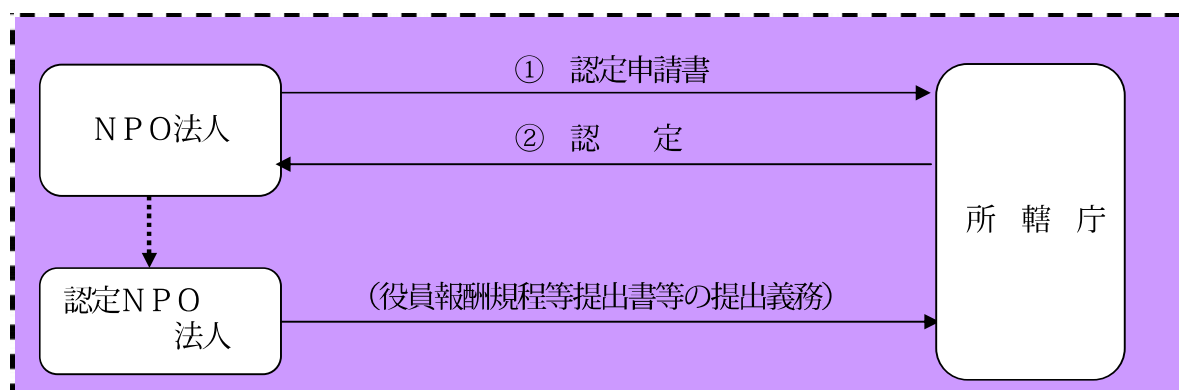 ① 認定申請書
NPO法人
② 認 定
所 轄 庁
認定NPO
法人
(役員報酬規程等提出書等の提出義務)